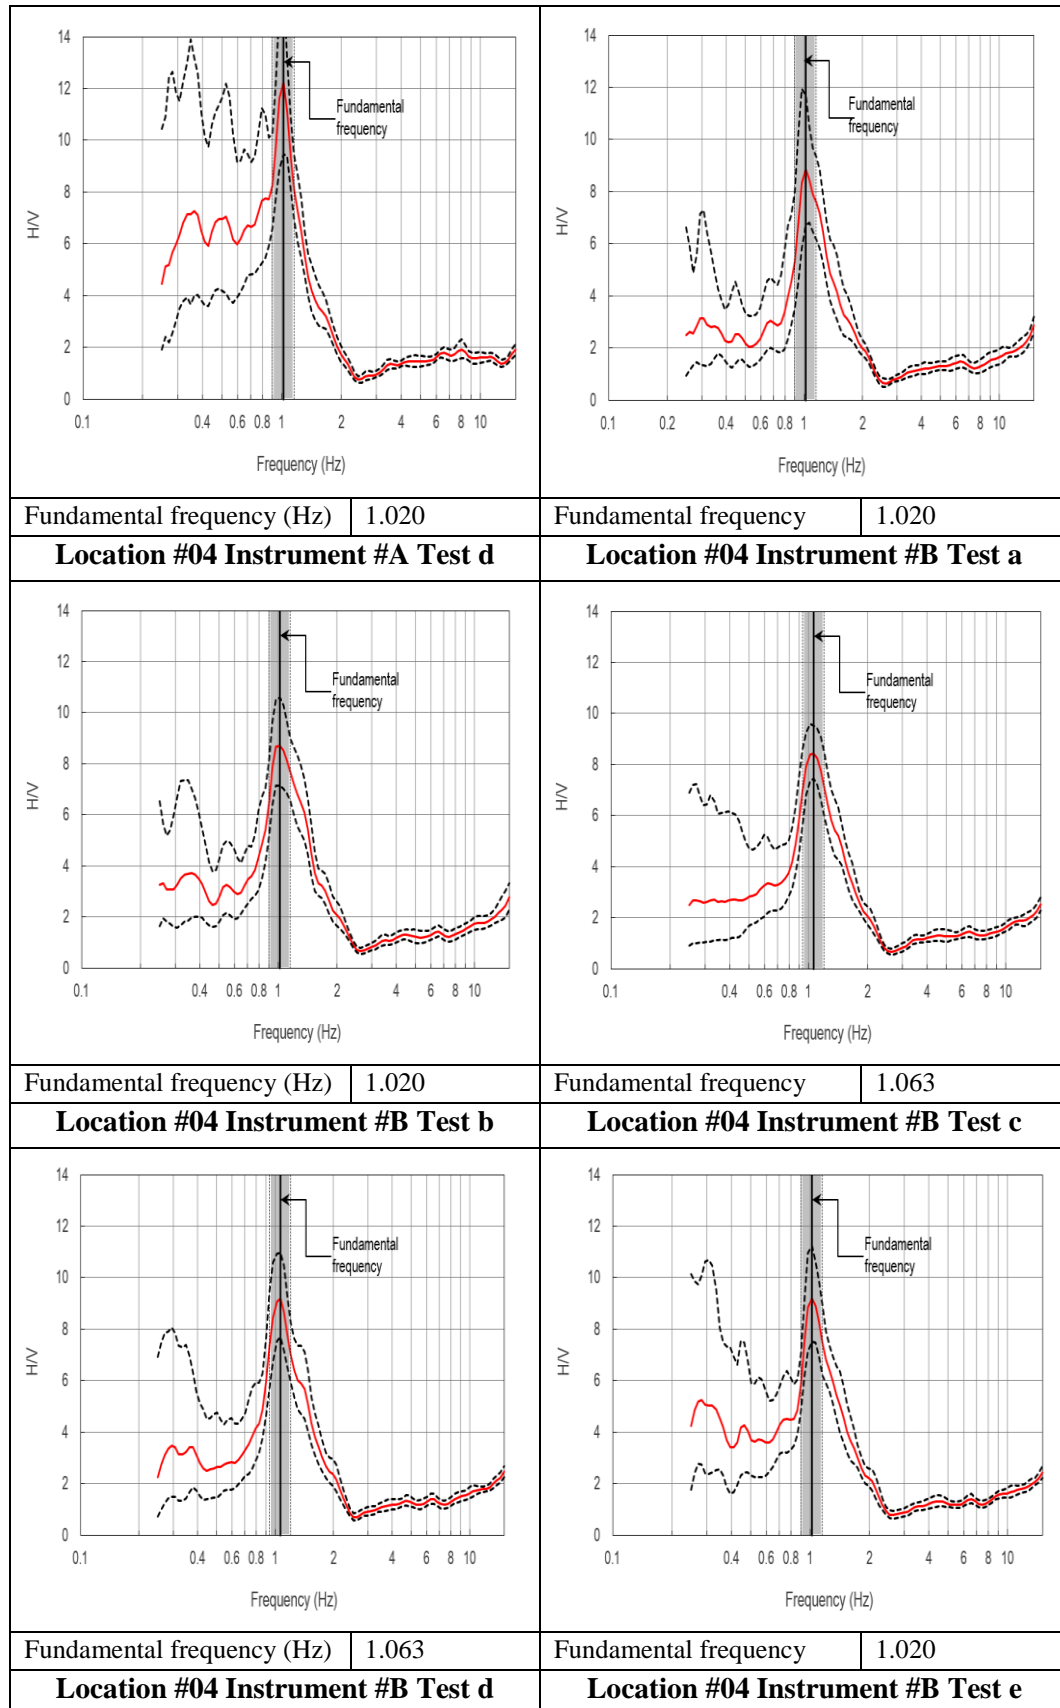 14
12
10
8
6
4
2
0
H/V
Fundamental
frequency
0.1 0.4 0.6 0.8 1 2 4 6 8 10
Frequency (Hz)
14
12
10
8
6
4
2
0
H/V
Fundamental
frequency
0.1 0.2 0.4 0.6 0.8 1 2 4 6 8 10
Frequency (Hz)
Fundamental frequency (Hz) 1.020
Fundamental frequency 1.020
Location #04 Instrument #A Test d
Location #04 Instrument #B Test a
14
12
10
8
6
4
2
0
H/V
Fundamental
frequency
0.1 0.4 0.6 0.8 1 2 4 6 8 10
Frequency (Hz)
14
12
10
8
6
4
2
0
H/V
Fundamental
frequency
0.1 0.4 0.6 0.8 1 2 4 6 8 10
Frequency (Hz)
Fundamental frequency (Hz) 1.020
Fundamental frequency 1.063
Location #04 Instrument #B Test b
Location #04 Instrument #B Test c
14
12
10
8
6
4
2
0
H/V
Fundamental
frequency
0.1 0.4 0.6 0.8 1 2 4 6 8 10
Frequency (Hz)
14
12
10
8
6
4
2
0
H/V
Fundamental
frequency
0.1 0.2 0.4 0.6 0.8 1 2 4 6 8 10
Frequency (Hz)
Fundamental frequency (Hz) 1.063
Fundamental frequency 1.020
Location #04 Instrument #B Test d
Location #04 Instrument #B Test e